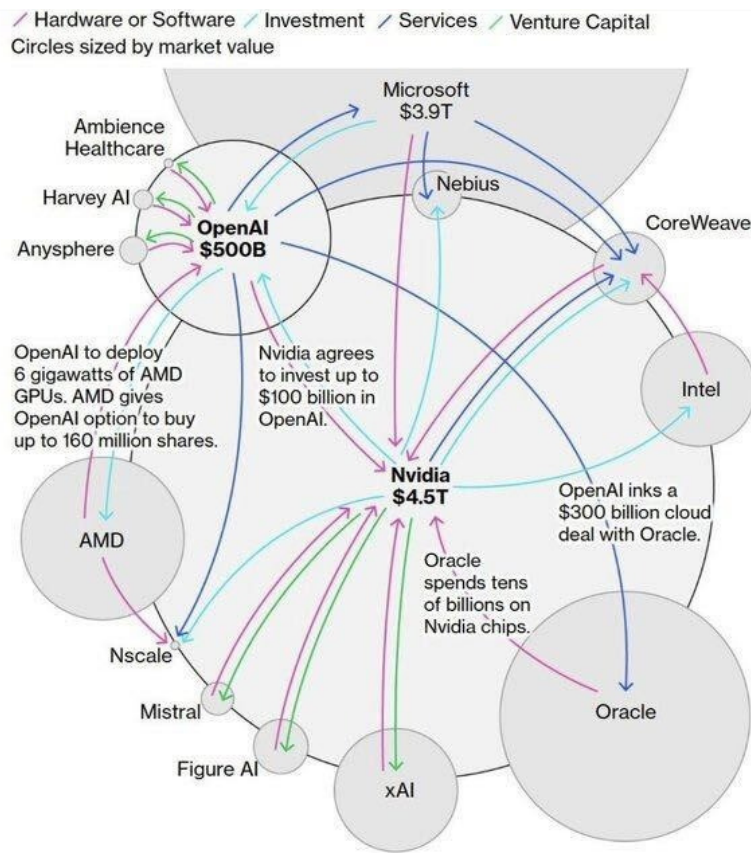 Hardware or Software / Investment / Services / Venture Capital
Circles sized by market value
Microsoft
$3.9T
Ambience
Healthcare
Harvey AI
Anysphere
OpenAI
$500B
Nebius
CoreWeave
OpenAI to deploy
6 gigawatts of AMD
GPUs. AMD gives
OpenAI option to buy
up to 160 million shares.
Nvidia agrees
to invest up to
$100 billion in
OpenAI.
Intel
Nvidia
$4.5T
OpenAI inks a
$300 billion cloud
deal with Oracle.
AMD
Oracle
spends tens
of billions on
Nvidia chips.
Nscale
Mistral
Figure AI
xAI
Oracle